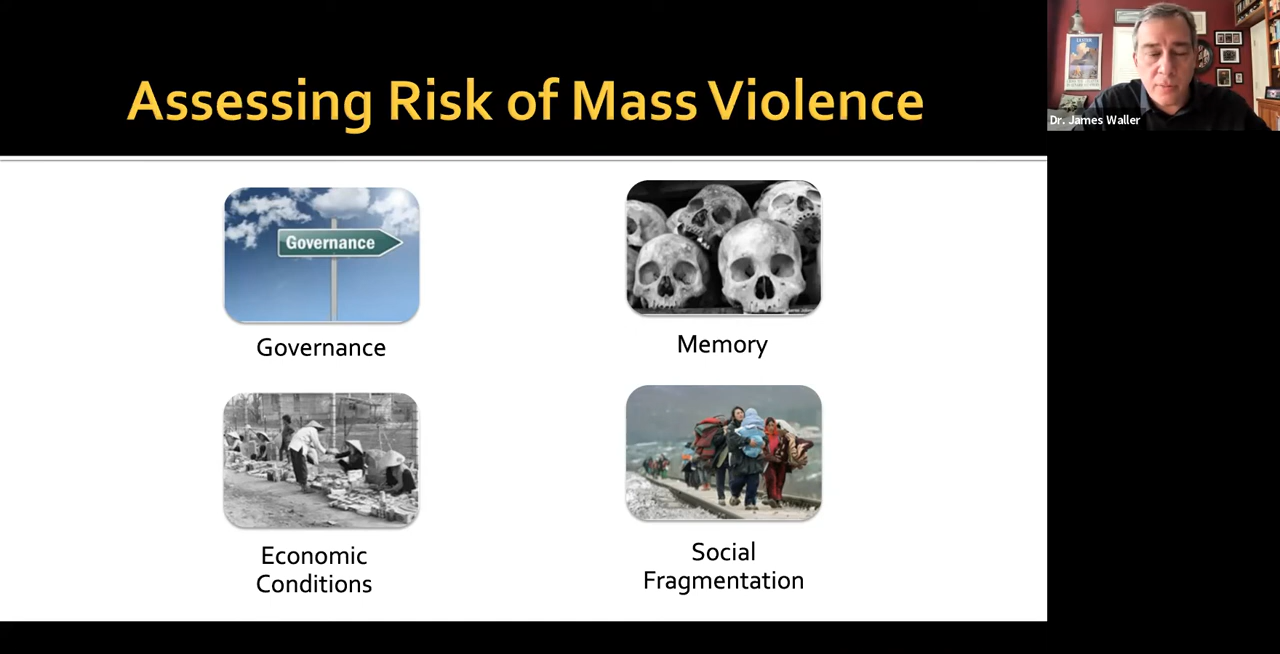 Assessing Risk of Mass Violence
Dr. James Waller
Governance
Governance
Memory
Economic
Conditions
Social
Fragmentation